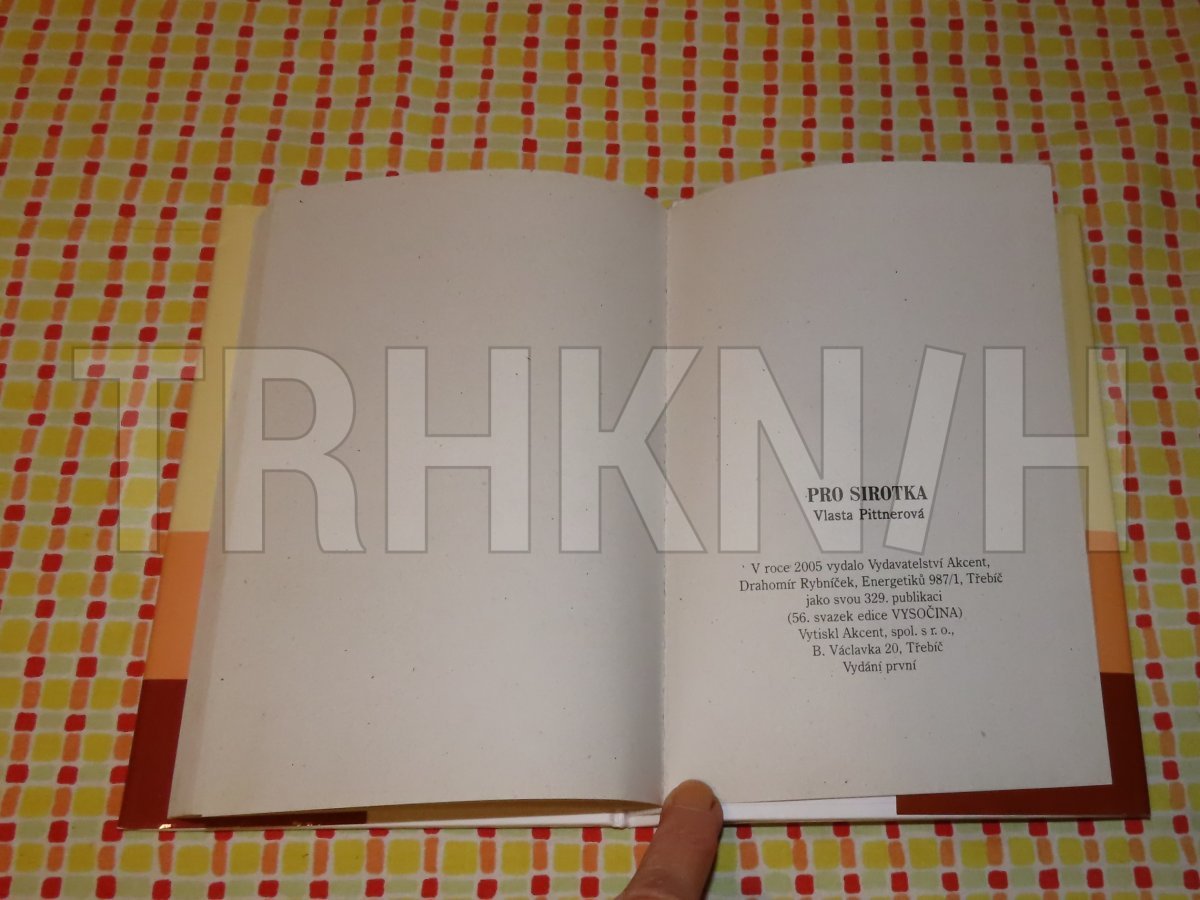 TRHKN/H
PRO SIROTKA
Vlasta Pittnerová
V roce 2005 vydalo Vydavatelství Akcent,
Drahomír Rybníček, Energetiků 987/1, Třebíč
jako svou 329. publikaci
(56. svazek edice VYSOČINA)
Vytiskl Akcent, spol. s r. o.,
B. Václavka 20, Třebíč
Vydání první